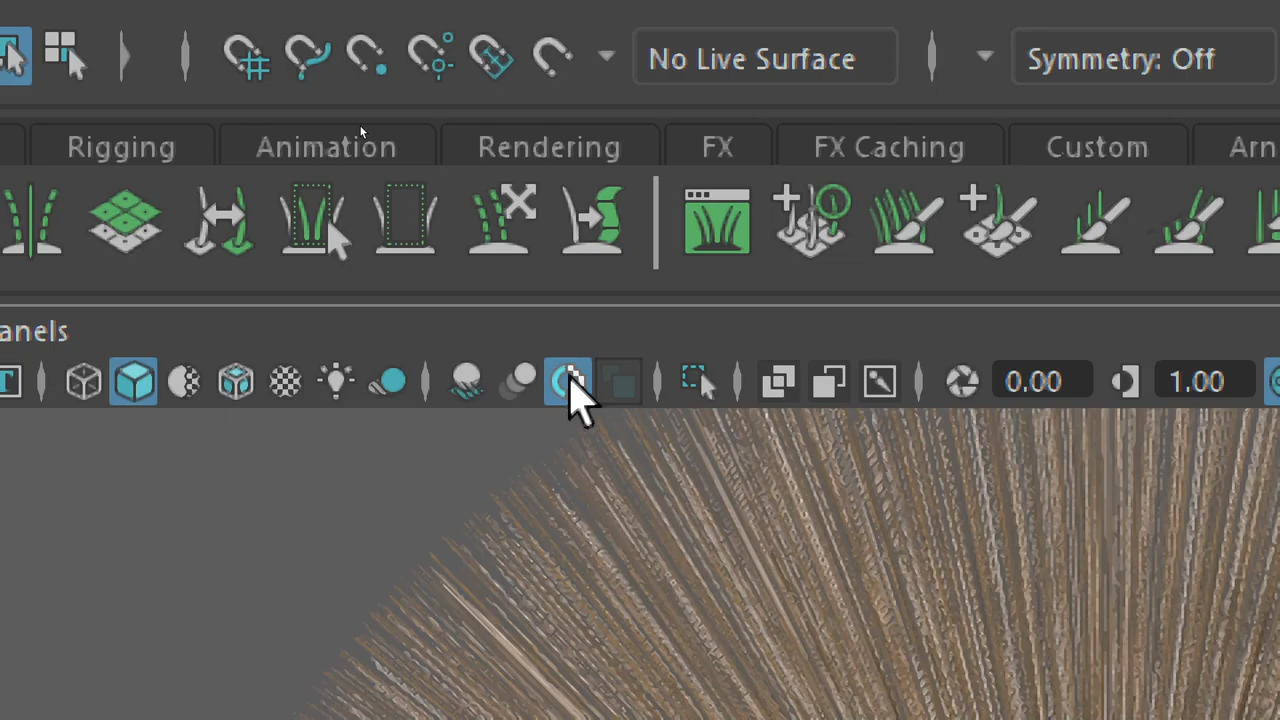 No Live Surface
Symmetry: Off
Rigging
Animation
Rendering
FX
FX Caching
Custom
Arn
anels
T
0.00
1.00